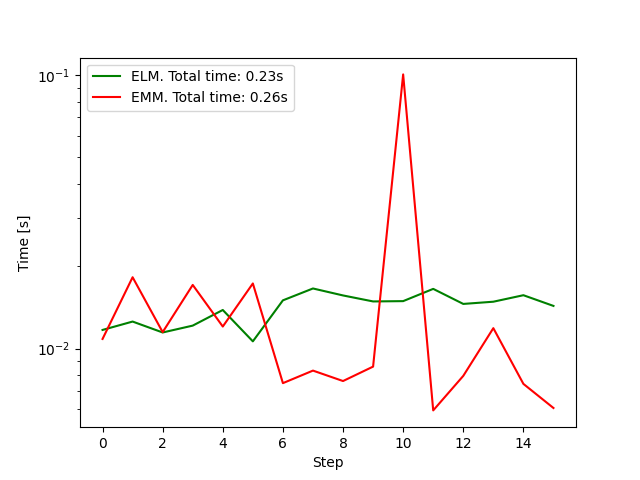 ELM. Total time: 0.23s
EMM. Total time: 0.26s
10⁻¹
10⁻²
Time [s]
0 2 4 6 8 10 12 14
Step